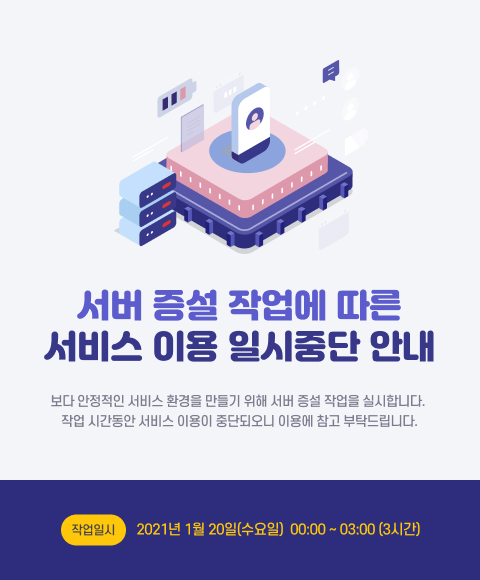 서버 증설 작업에 따른
서비스 이용 일시중단 안내
보다 안정적인 서비스 환경을 만들기 위해 서버 증설 작업을 실시합니다.
작업 시간동안 서비스 이용이 중단되오니 이용에 참고 부탁드립니다.
작업일시 2021년 1월 20일(수요일) 00:00 ~ 03:00 (3시간)